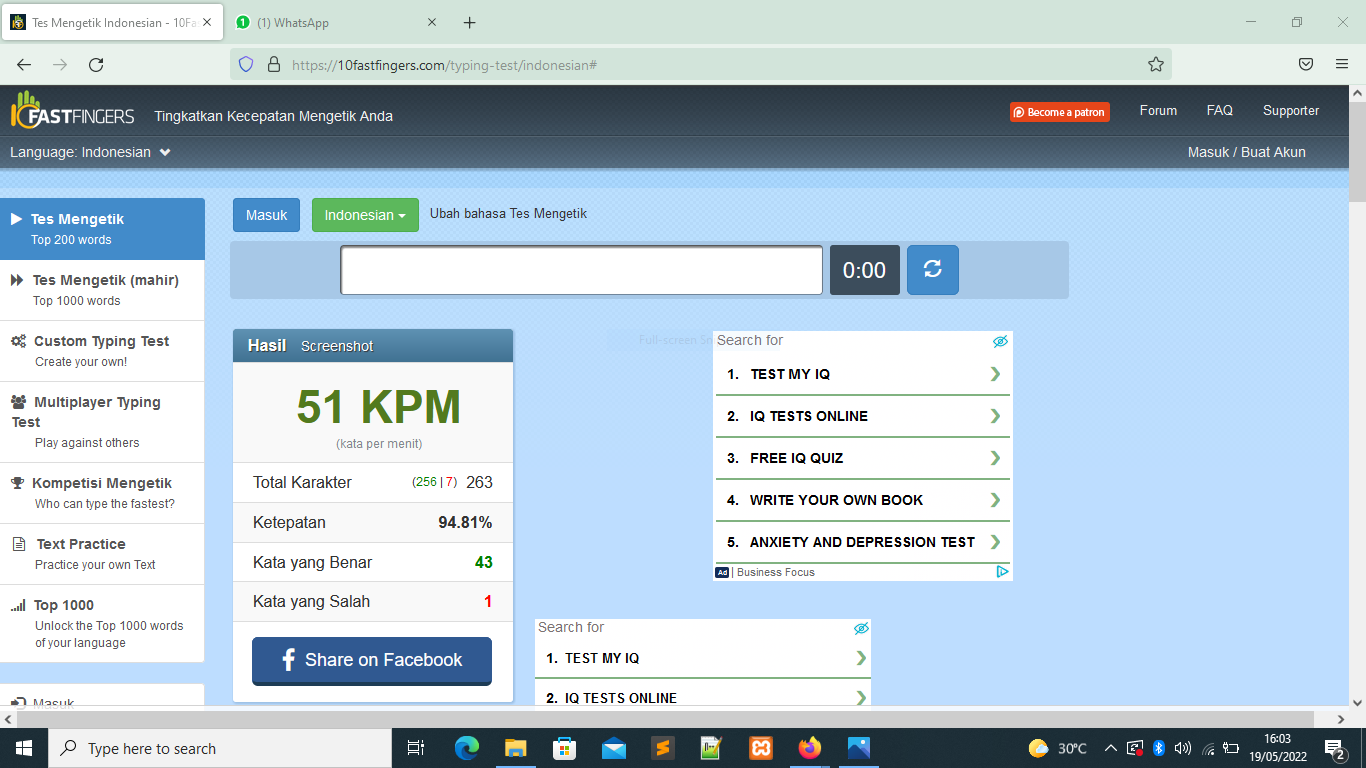 Tes Mengetik Indonesian - 10Fa
(1) WhatsApp
https://10fastfingers.com/typing-test/indonesian#
10FASTFINGERS Tingkatkan Kecepatan Mengetik Anda
Become a patron Forum FAQ Supporter
Language: Indonesian Masuk / Buat Akun
Tes Mengetik
Top 200 words
Tes Mengetik (mahir)
Top 1000 words
Custom Typing Test
Create your own!
Multiplayer Typing
Test
Play against others
Kompetisi Mengetik
Who can type the fastest?
Text Practice
Practice your own Text
Top 1000
Unlock the Top 1000 words
of your language
Masuk
Masuk Indonesian Ubah bahasa Tes Mengetik
0:00
Hasil Screenshot
51 KPM
(kata per menit)
Total Karakter (256 | 7) 263
Ketepatan 94.81%
Kata yang Benar 43
Kata yang Salah 1
Share on Facebook
Full-screen
Search for
1. TEST MY IQ
2. IQ TESTS ONLINE
3. FREE IQ QUIZ
4. WRITE YOUR OWN BOOK
5. ANXIETY AND DEPRESSION TEST
Ad | Business Focus
Search for
1. TEST MY IQ
2. IQ TESTS ONLINE
Type here to search
30°C
16:03
19/05/2022
2